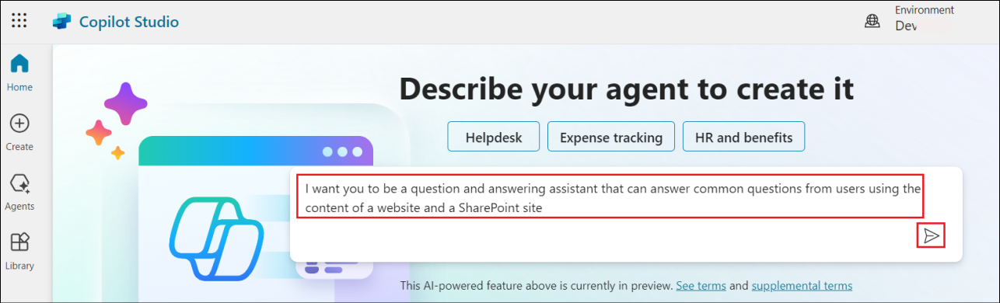 Copilot Studio
Environment
Dev
Home
Create
Agents
Library
Describe your agent to create it
Helpdesk
Expense tracking
HR and benefits
I want you to be a question and answering assistant that can answer common questions from users using the
content of a website and a SharePoint site
This AI-powered feature above is currently in preview. See terms and supplemental terms